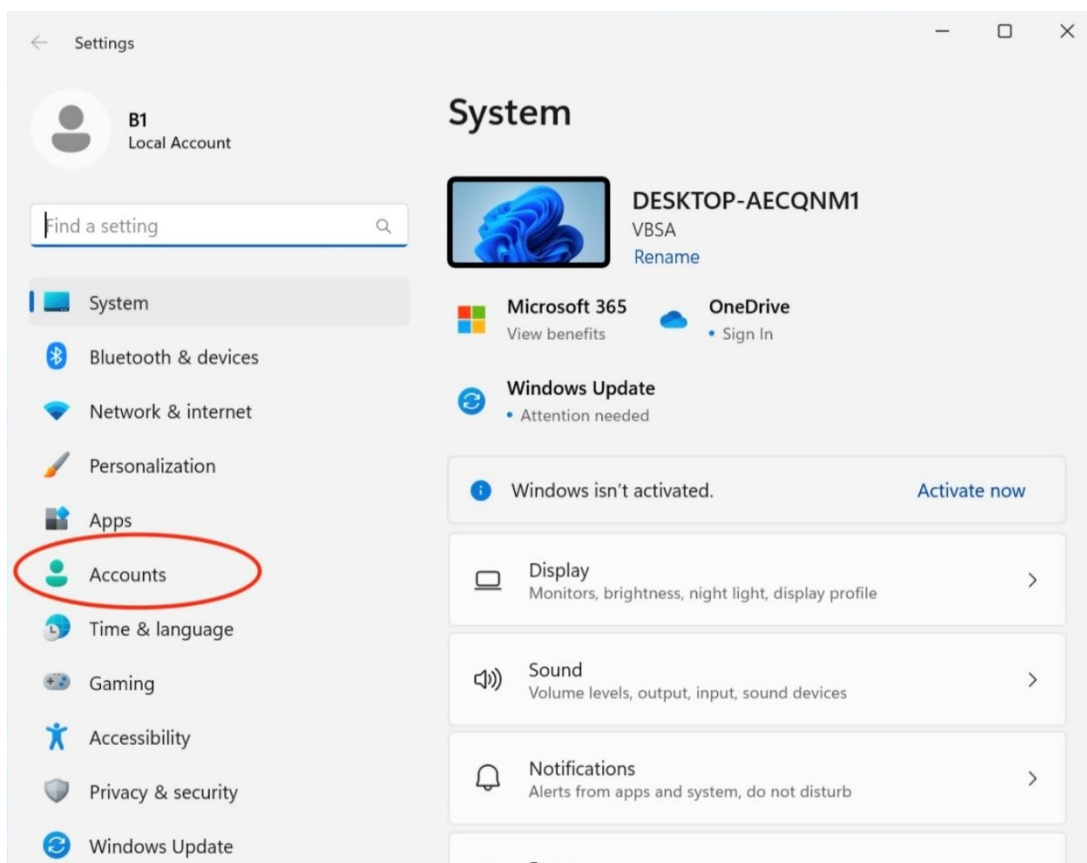 Settings
B1
Local Account
Find a setting
System
Bluetooth & devices
Network & internet
Personalization
Apps
Accounts
Time & language
Gaming
Accessibility
Privacy & security
Windows Update
System
DESKTOP-AECQNM1
VBSA
Rename
Microsoft 365
View benefits
OneDrive
• Sign In
Windows Update
• Attention needed
Windows isn't activated.
Activate now
Display
Monitors, brightness, night light, display profile
Sound
Volume levels, output, input, sound devices
Notifications
Alerts from apps and system, do not disturb